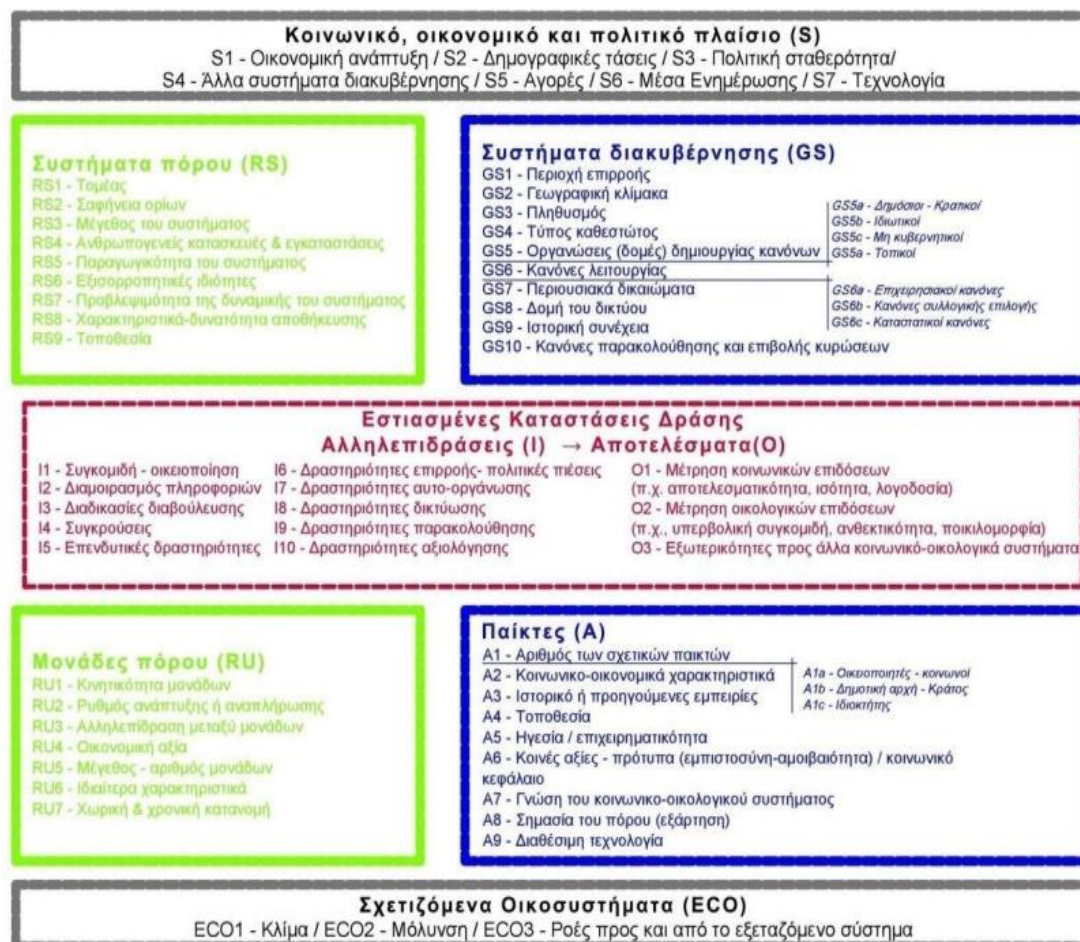 Κοινωνικό, οικονομικό και πολιτικό πλαίσιο (S)
S1 - Οικονομική ανάπτυξη / S2 - Δημογραφικές τάσεις / S3 - Πολιτική σταθερότητα/
S4 - Άλλα συστήματα διακυβέρνησης / S5 - Αγορές / S6 - Μέσα Ενημέρωσης / S7 - Τεχνολογία
Συστήματα πόρου (RS)
RS1 - Τομέας
RS2 - Σαφήνεια ορίων
RS3 - Μέγεθος του συστήματος
RS4 - Ανθρωπογενείς κατασκευές & εγκαταστάσεις
RS5 - Παραγωγικότητα του συστήματος
RS6 - Εξισορροπητικές ιδιότητες
RS7 - Προβλεψιμότητα της δυναμικής του συστήματος
RS8 - Χαρακτηριστικά-δυνατότητα αποθήκευσης
RS9 - Τοποθεσία
Συστήματα διακυβέρνησης (GS)
GS1 - Περιοχή επιρροής
GS2 - Γεωγραφική κλίμακα
GS3 - Πληθυσμός
GS4 - Τύπος καθεστώτος
GS5 - Οργανώσεις (δομές) δημιουργίας κανόνων
GS6 - Κανόνες λειτουργίας
GS7 - Περιουσιακά δικαιώματα
GS8 - Δομή του δικτύου
GS9 - Ιστορική συνέχεια
GS10 - Κανόνες παρακολούθησης και επιβολής κυρώσεων
GS5a - Δημόσιοι - Κρατικοί
GS5b - Ιδιωτικοί
GS5c - Μη κυβερνητικοί
GS5a - Τοπικοί
GS6a - Επιχειρησιακοί κανόνες
GS6b - Κανόνες συλλογικής επιλογής
GS6c - Καταστατικοί κανόνες
Εστιασμένες Καταστάσεις Δράσης
Αλληλεπιδράσεις (I) → Αποτελέσματα(O)
I1 - Συγκομιδή - οικειοποίηση
I2 - Διαμοιρασμός πληροφοριών
I3 - Διαδικασίες διαβούλευσης
I4 - Συγκρούσεις
I5 - Επενδυτικές δραστηριότητες
I6 - Δραστηριότητες επιρροής- πολιτικές πιέσεις
I7 - Δραστηριότητες αυτο-οργάνωσης
I8 - Δραστηριότητες δικτύωσης
I9 - Δραστηριότητες παρακολούθησης
I10 - Δραστηριότητες αξιολόγησης
O1 - Μέτρηση κοινωνικών επιδόσεων
(π.χ. αποτελεσματικότητα, ισότητα, λογοδοσία)
O2 - Μέτρηση οικολογικών επιδόσεων
(π.χ., υπερβολική συγκομιδή, ανθεκτικότητα, ποικιλομορφία)
O3 - Εξωτερικότητες προς άλλα κοινωνικό-οικολογικά συστήματα
Μονάδες πόρου (RU)
RU1 - Κινητικότητα μονάδων
RU2 - Ρυθμός ανάπτυξης ή αναπλήρωσης
RU3 - Αλληλεπίδραση μεταξύ μονάδων
RU4 - Οικονομική αξία
RU5 - Μέγεθος - αριθμός μονάδων
RU6 - Ιδιαίτερα χαρακτηριστικά
RU7 - Χωρική & χρονική κατανομή
Παίκτες (A)
A1 - Αριθμός των σχετικών παικτών
A2 - Κοινωνικο-οικονομικά χαρακτηριστικά
A3 - Ιστορικό ή προηγούμενες εμπειρίες
A4 - Τοποθεσία
A5 - Ηγεσία / επιχειρηματικότητα
A6 - Κοινές αξίες - πρότυπα (εμπιστοσύνη-αμοιβαιότητα) / κοινωνικό
κεφάλαιο
A7 - Γνώση του κοινωνικο-οικολογικού συστήματος
A8 - Σημασία του πόρου (εξάρτηση)
A9 - Διαθέσιμη τεχνολογία
A1a - Οικειοποιητές - κοινωνοί
A1b - Δημοτική αρχή - Κράτος
A1c - Ιδιοκτήτης
Σχετιζόμενα Οικοσυστήματα (ECO)
ECO1 - Κλίμα / ECO2 - Μόλυνση / ECO3 - Ροές προς και από το εξεταζόμενο σύστημα